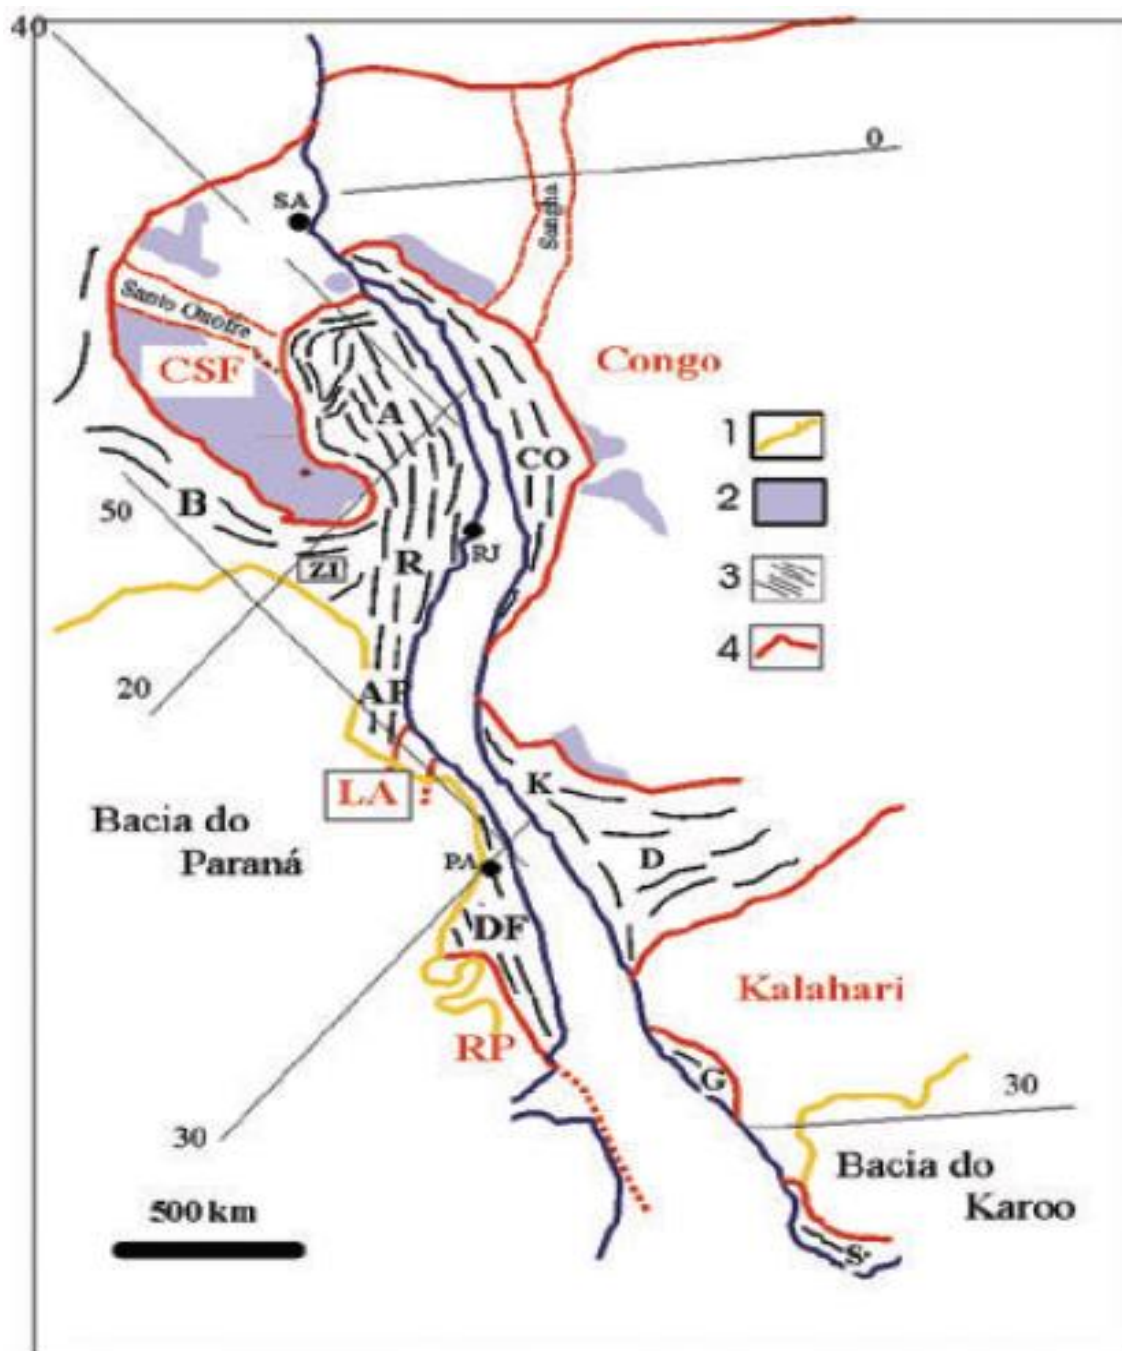 40
0
SA
Sangha
Santo Onofre
CSF
Congo
A
1
CO
2
B
50
RJ
R
ZI
3
4
20
AP
K
LA
Bacia do
Paraná
D
PA
DF
Kalahari
RP
G
30
30
Bacia do
Karoo
500 km
S